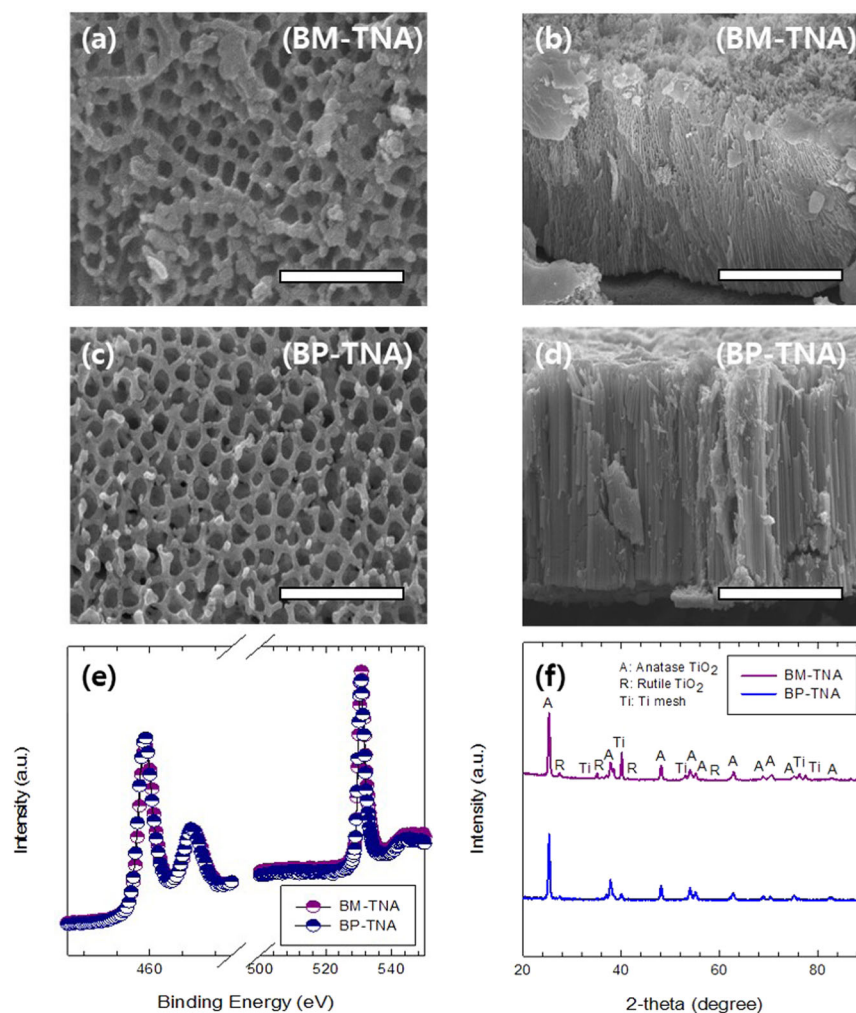 (a) (BM-TNA)
(b) (BM-TNA)
(c) (BP-TNA)
(d) (BP-TNA)
(e)
Intensity (a.u.)
BM-TNA
BP-TNA
460 500 520 540
Binding Energy (eV)
(f)
A: Anatase TiO2
R: Rutile TiO2
Ti: Ti mesh
BM-TNA
BP-TNA
Intensity (a.u.)
A R Ti R A Ti R A Ti A A R A A A A Ti Ti A
20 40 60 80
2-theta (degree)